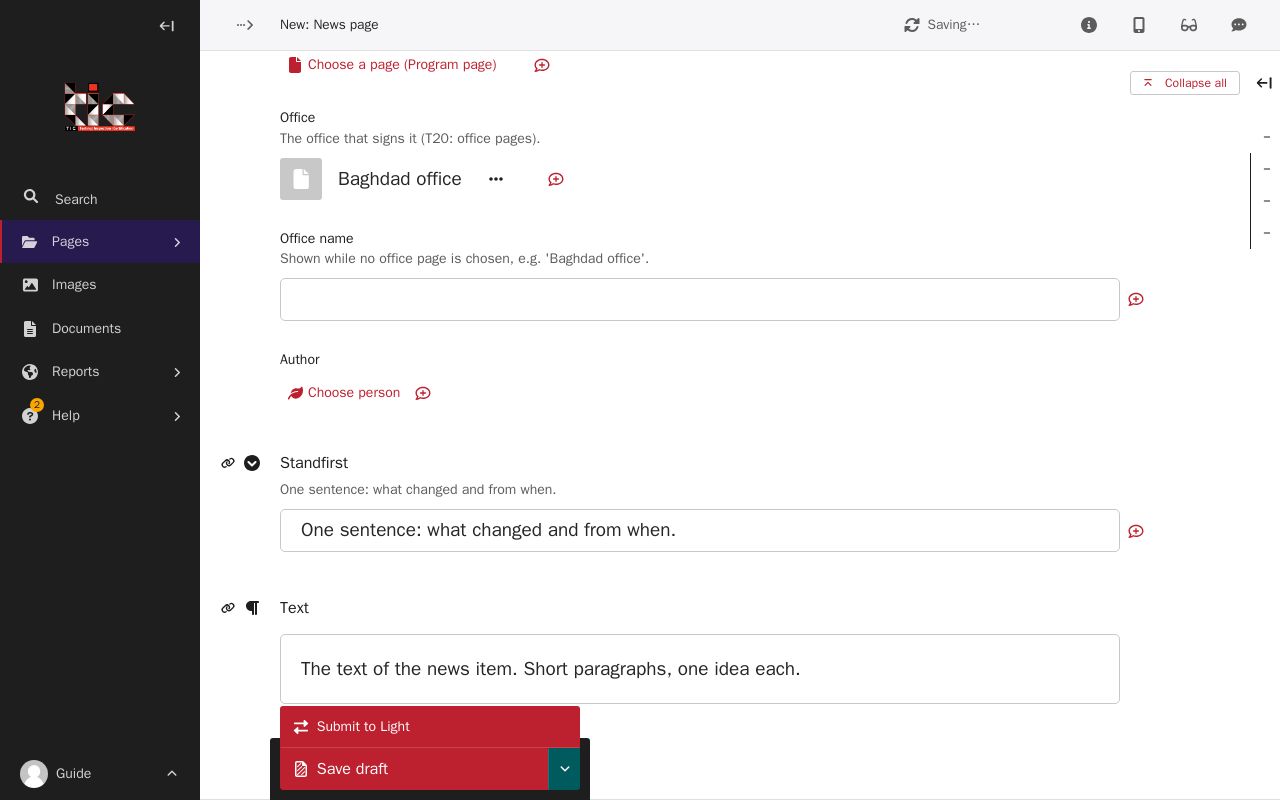 New: News page
Saving…
Choose a page (Program page)
Collapse all
Office
The office that signs it (T20: office pages).
Baghdad office
Search
Pages
Images
Documents
Reports
2
Help
Office name
Shown while no office page is chosen, e.g. 'Baghdad office'.
Author
Choose person
Standfirst
One sentence: what changed and from when.
One sentence: what changed and from when.
Text
The text of the news item. Short paragraphs, one idea each.
Submit to Light
Save draft
Guide